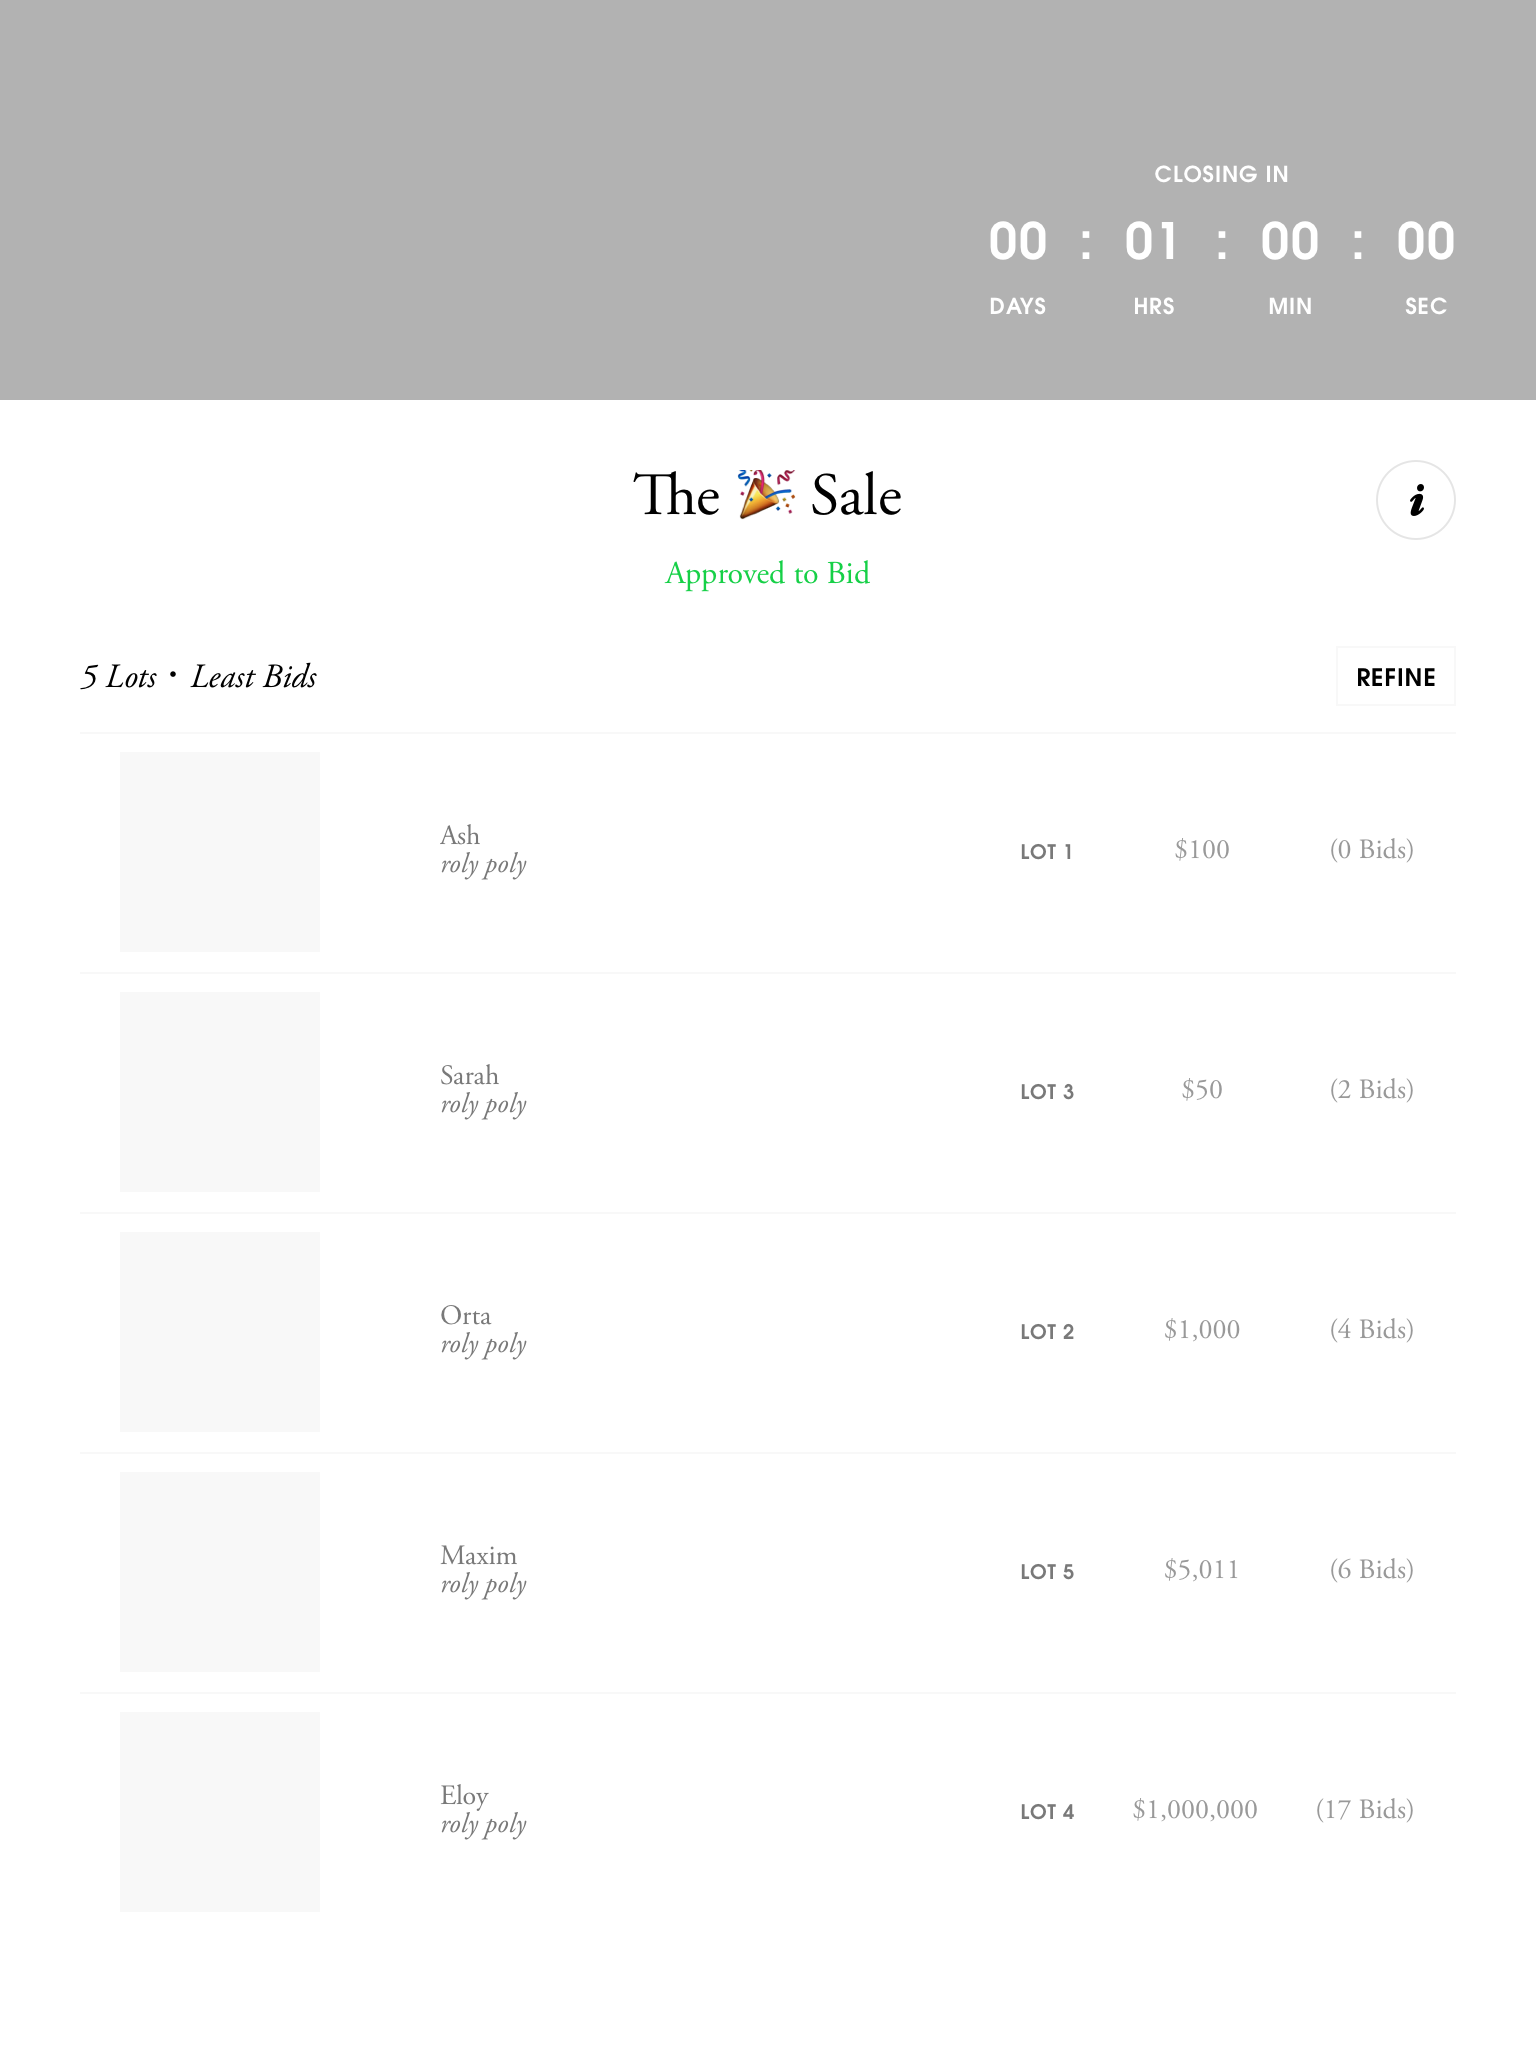 CLOSING IN
00 : 01 : 00 : 00
DAYS HRS MIN SEC
The 🎉 Sale
i
Approved to Bid
5 Lots • Least Bids
REFINE
Ash
roly poly
LOT 1 $100 (0 Bids)
Sarah
roly poly
LOT 3 $50 (2 Bids)
Orta
roly poly
LOT 2 $1,000 (4 Bids)
Maxim
roly poly
LOT 5 $5,011 (6 Bids)
Eloy
roly poly
LOT 4 $1,000,000 (17 Bids)